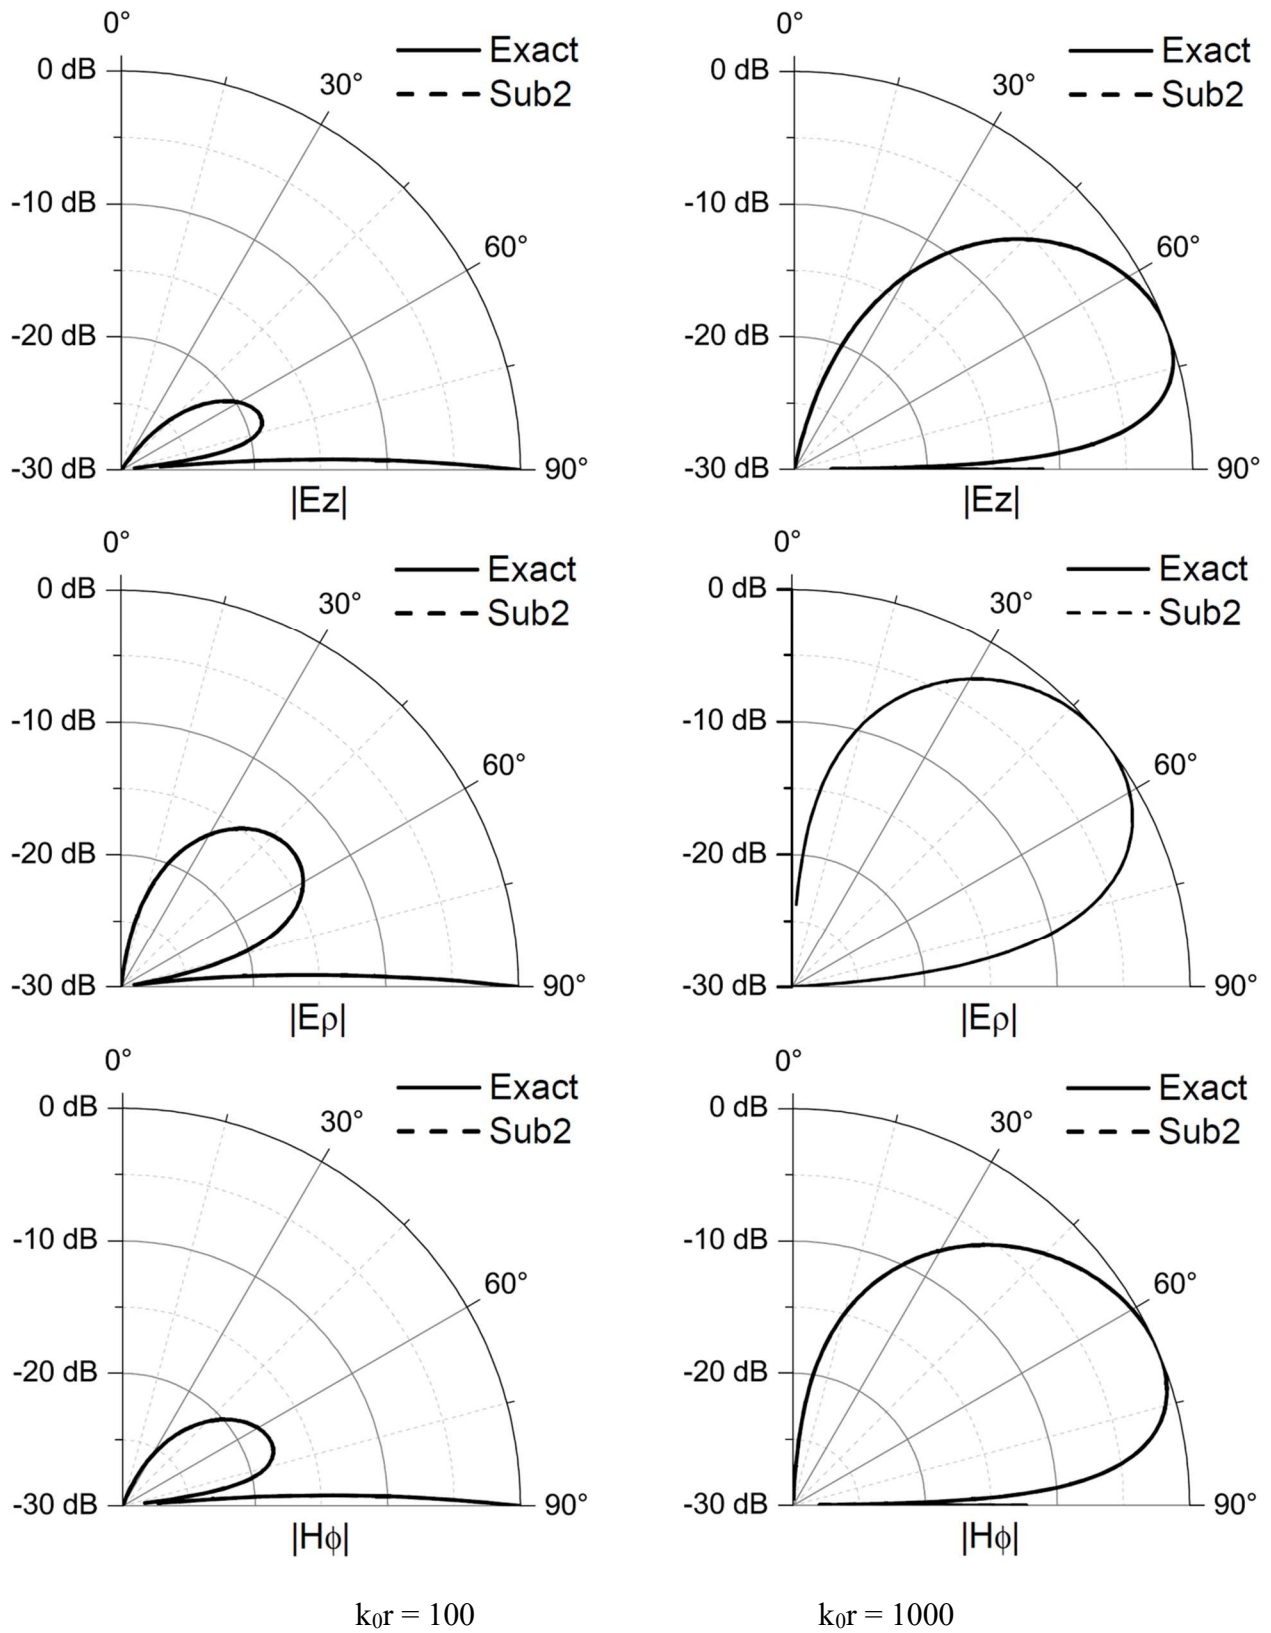 0°
Exact
Sub2
0 dB
30°
-10 dB
60°
-20 dB
-30 dB
90°
|Ez|
0°
Exact
Sub2
0 dB
30°
-10 dB
60°
-20 dB
-30 dB
90°
|Ez|
0°
Exact
Sub2
0 dB
30°
-10 dB
60°
-20 dB
-30 dB
90°
|Eρ|
0°
Exact
Sub2
0 dB
30°
-10 dB
60°
-20 dB
-30 dB
90°
|Eρ|
0°
Exact
Sub2
0 dB
30°
-10 dB
60°
-20 dB
-30 dB
90°
|Hϕ|
0°
Exact
Sub2
0 dB
30°
-10 dB
60°
-20 dB
-30 dB
90°
|Hϕ|
k₀r = 100
k₀r = 1000